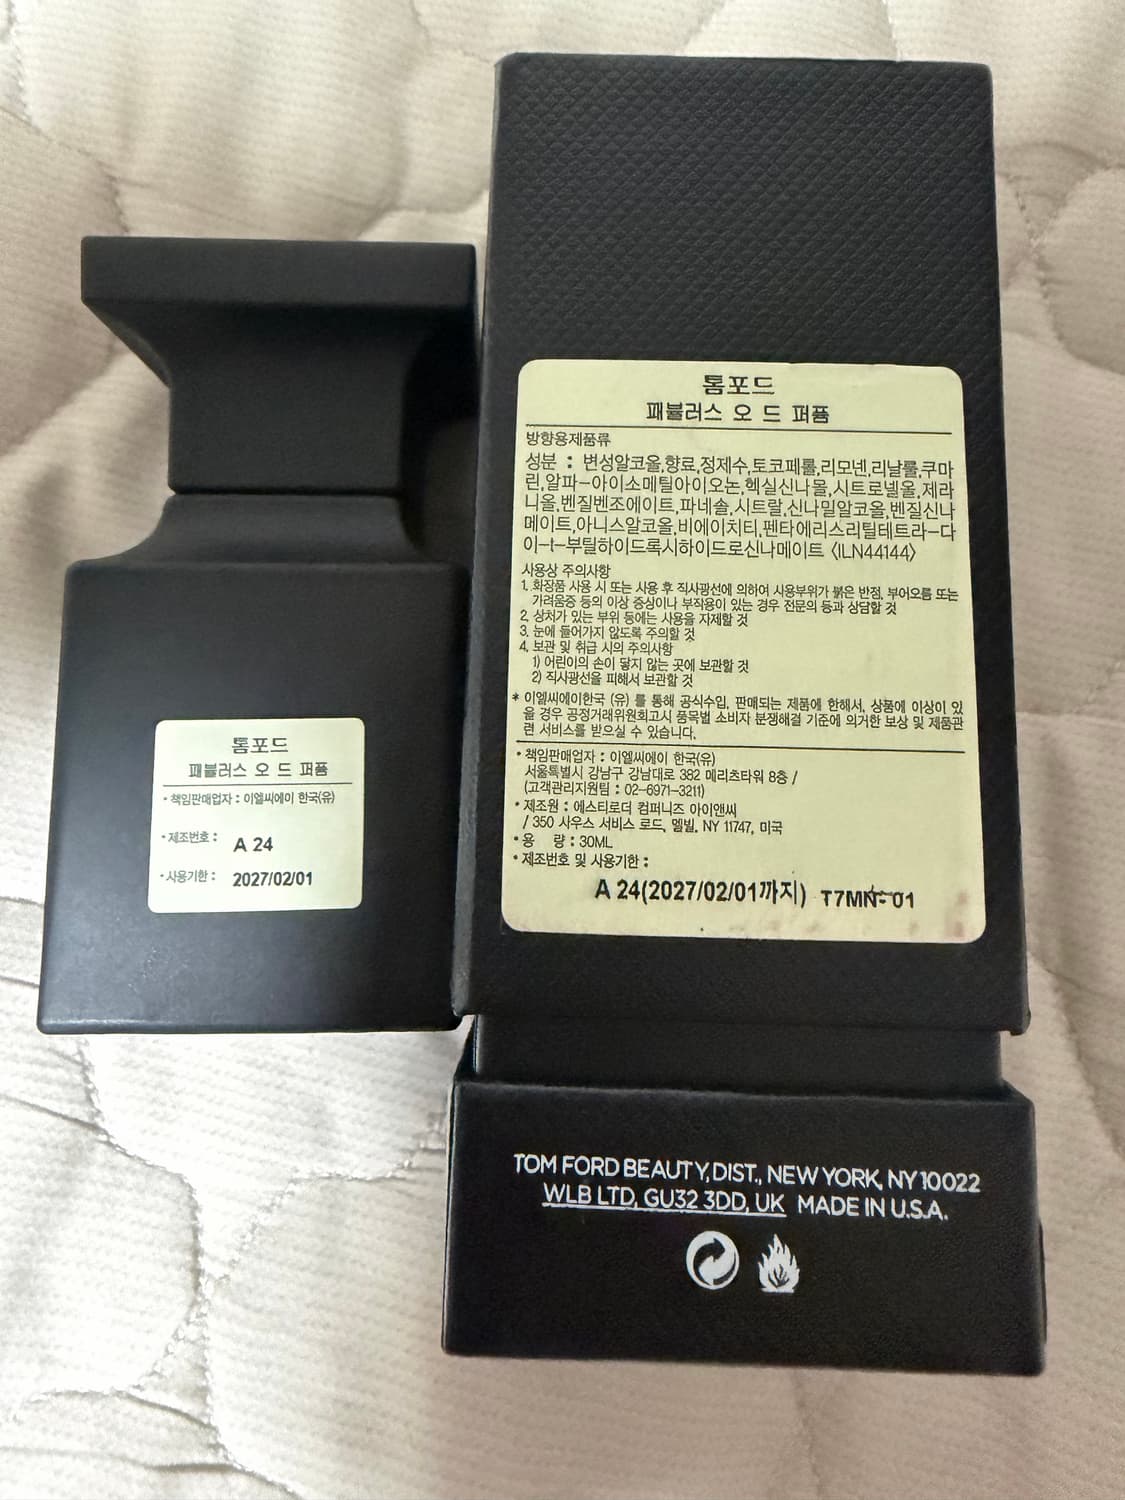 톰포드
패뷸러스 오 드 퍼퓸
• 책임판매업자 : 이엘씨에이 한국(유)
• 제조번호 : A 24
• 사용기한 : 2027/02/01
톰포드
패뷸러스 오 드 퍼퓸
방향용제품류
성분 : 변성알코올,향료,정제수,토코페롤,리모넨,리날룰,쿠마
린,알파-아이소메틸아이오논,헥실신나몰,시트로넬올,제라
니올,벤질벤조에이트,파네솔,시트랄,신나밀알코올,벤질신나
메이트,아니스알코올,비에이치티,펜타에리스리틸테트라-다
이-t-부틸하이드록시하이드로신나메이트 <ILN44144>
사용상 주의사항
1. 화장품 사용 시 또는 사용 후 직사광선에 의하여 사용부위가 붉은 반점, 부어오름 또는
가려움증 등의 이상 증상이나 부작용이 있는 경우 전문의 등과 상담할 것
2. 상처가 있는 부위 등에는 사용을 자제할 것
3. 눈에 들어가지 않도록 주의할 것
4. 보관 및 취급 시의 주의사항
1) 어린이의 손이 닿지 않는 곳에 보관할 것
2) 직사광선을 피해서 보관할 것
* 이엘씨에이한국 (유) 를 통해 공식수입, 판매되는 제품에 한해서, 상품에 이상이 있
을 경우 공정거래위원회고시 품목별 소비자 분쟁해결 기준에 의거한 보상 및 제품관
련 서비스를 받으실 수 있습니다.
• 책임판매업자 : 이엘씨에이 한국(유)
서울특별시 강남구 강남대로 382 메리츠타워 8층 /
(고객관리지원팀 : 02-6971-3211)
• 제조원 : 에스티로더 컴퍼니즈 아이앤씨
/ 350 사우스 서비스 로드, 멜빌, NY 11747, 미국
• 용 량 : 30ML
• 제조번호 및 사용기한 :
A 24(2027/02/01까지) T7MN- 01
TOM FORD BEAUTY, DIST., NEW YORK, NY 10022
WLB LTD, GU32 3DD, UK MADE IN U.S.A.